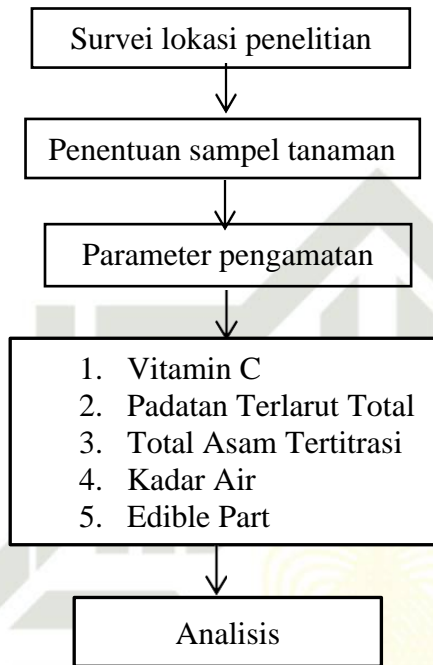 Survei lokasi penelitian
Penentuan sampel tanaman
Parameter pengamatan
1. Vitamin C
2. Padatan Terlarut Total
3. Total Asam Tertitrasi
4. Kadar Air
5. Edible Part
Analisis